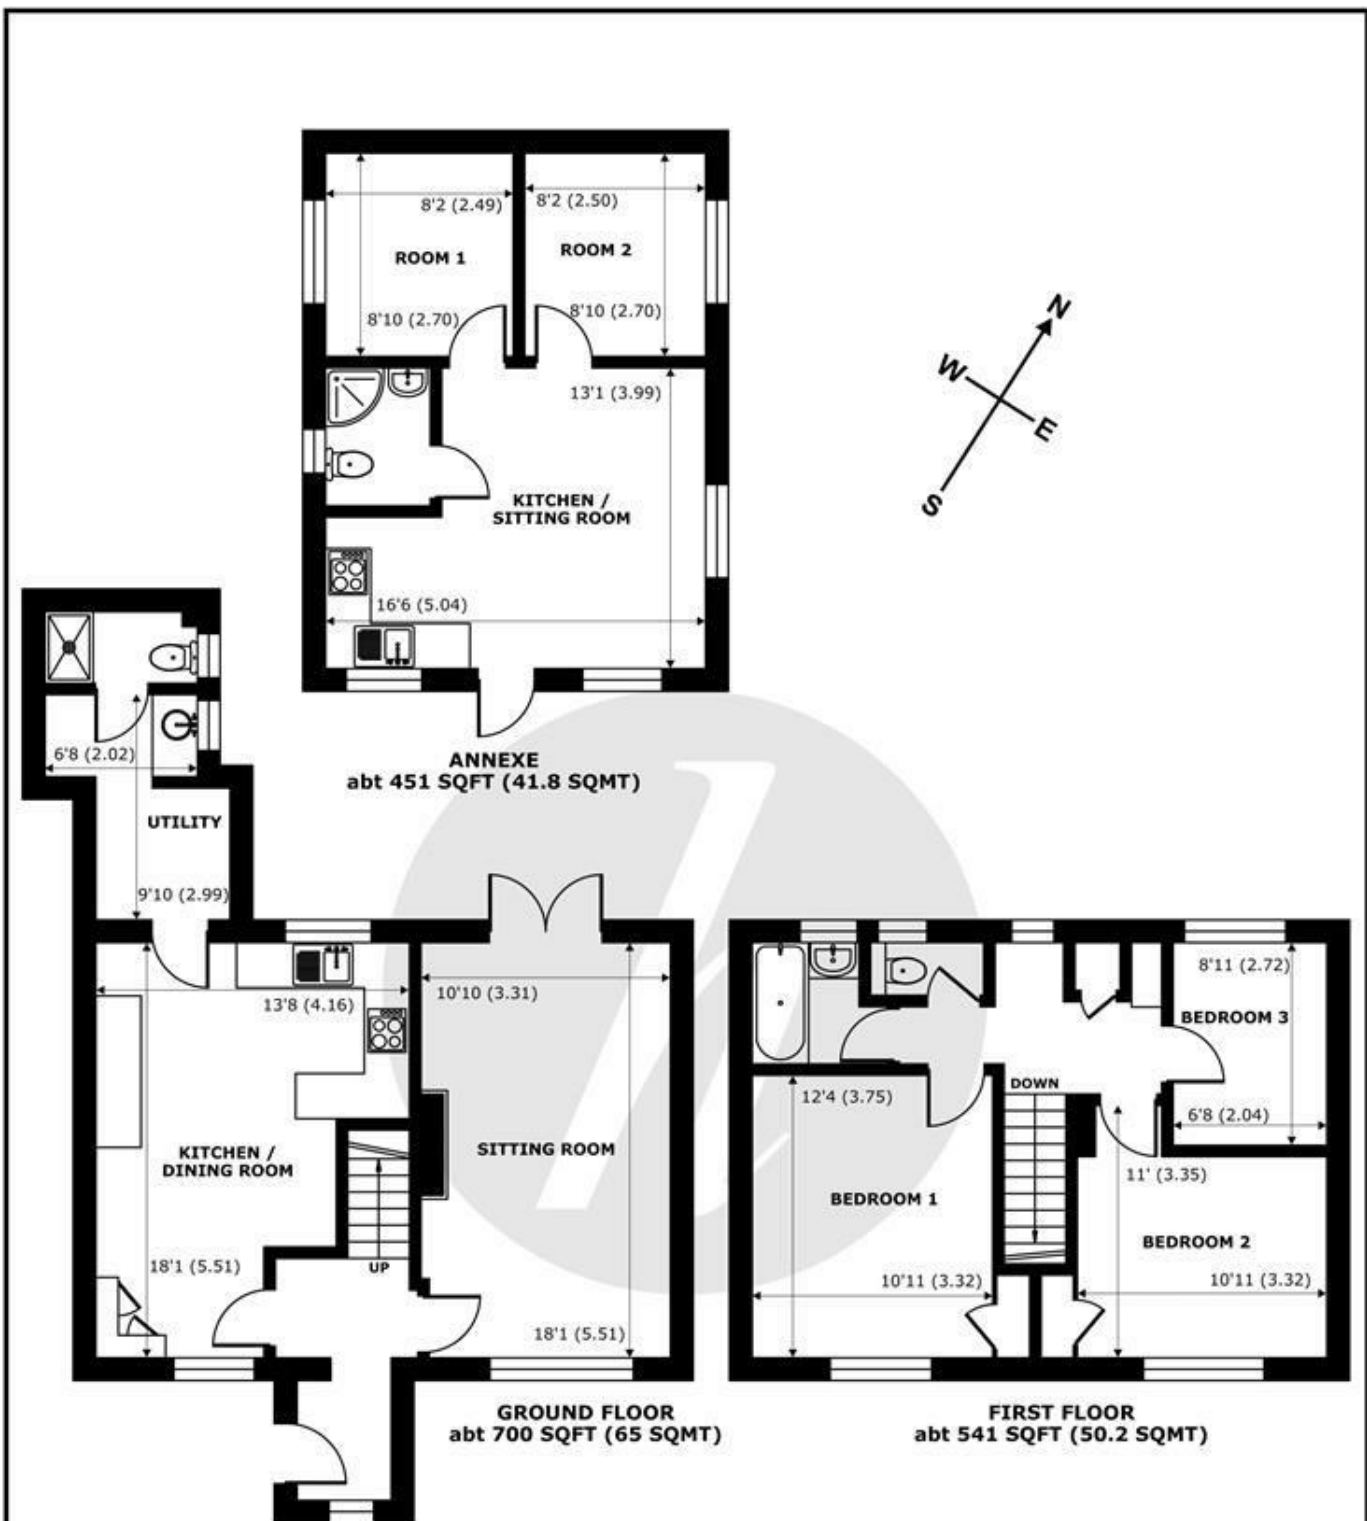 8'2 (2.49)
8'2 (2.50)
ROOM 1
ROOM 2
8'10 (2.70)
8'10 (2.70)
N
W
E
S
13'1 (3.99)
KITCHEN /
SITTING ROOM
16'6 (5.04)
ANNEXE
abt 451 SQFT (41.8 SQMT)
6'8 (2.02)
UTILITY
9'10 (2.99)
13'8 (4.16)
10'10 (3.31)
KITCHEN /
DINING ROOM
SITTING ROOM
18'1 (5.51)
UP
18'1 (5.51)
GROUND FLOOR
abt 700 SQFT (65 SQMT)
8'11 (2.72)
BEDROOM 3
DOWN
12'4 (3.75)
6'8 (2.04)
11' (3.35)
BEDROOM 1
BEDROOM 2
10'11 (3.32)
10'11 (3.32)
FIRST FLOOR
abt 541 SQFT (50.2 SQMT)